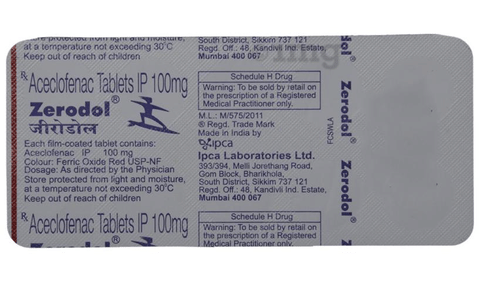 Store protected from light and moisture,
at a temperature not exceeding 30°C
Keep out of reach of children
South District, Sikkim 737 121
Regd. Off.: 48, Kandivli Ind. Estate,
Mumbai 400 067
Rx Aceclofenac Tablets IP 100mg
Zerodol®
जीरोडोल
Each film-coated tablet contains:
Aceclofenac IP 100 mg
Colour: Ferric Oxide Red USP-NF
Dosage: As directed by the Physician
Store protected from light and moisture,
at a temperature not exceeding 30°C
Keep out of reach of children
Schedule H Drug
Warning: To be sold by retail on
the prescription of a Registered
Medical Practitioner only.
M.L.: M/575/2011
® Regd. Trade Mark
Made in India by
ipca
Ipca Laboratories Ltd.
393/394, Melli Jorethang Road,
Gom Block, Bharikhola,
South District, Sikkim 737 121
Regd. Off.: 48, Kandivli Ind. Estate,
Mumbai 400 067
FCSWLA
Zerodol®
Zerodol®
Rx Aceclofenac Tablets IP 100mg
Zerodol®
Schedule H Drug
Warning: To be sold by retail on
the prescription of a Registered
Medical Practitioner only.